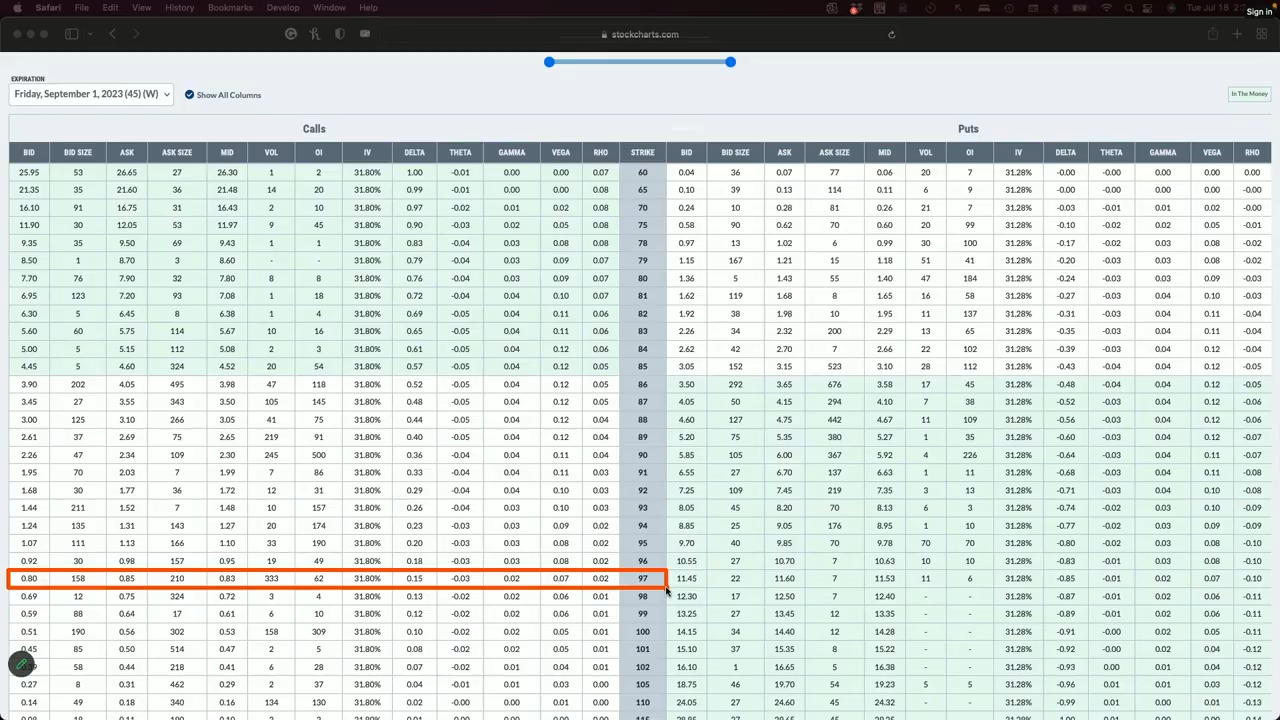 Safari File Edit View History Bookmarks Develop Window Help Tue Jul 18
Sign in
stockcharts.com
EXPIRATION
Friday, September 1, 2023 (45) (W) Show All Columns In The Money
Calls Puts
BID BID SIZE ASK ASK SIZE MID VOL OI IV DELTA THETA GAMMA VEGA RHO STRIKE BID BID SIZE ASK ASK SIZE MID VOL OI IV DELTA THETA GAMMA VEGA RHO
25.95 53 26.65 27 26.30 1 2 31.80% 1.00 -0.01 0.00 0.00 0.07 60 0.04 36 0.07 77 0.06 20 7 31.28% -0.00 -0.00 0.00 0.00 0.00
21.35 35 21.60 36 21.48 14 20 31.80% 0.99 -0.01 0.00 0.00 0.08 65 0.10 39 0.13 114 0.11 6 9 31.28% -0.00 -0.00 0.00 0.00 -0.00
16.10 91 16.75 31 16.43 2 10 31.80% 0.97 -0.02 0.01 0.02 0.08 70 0.24 10 0.28 81 0.26 21 7 31.28% -0.03 -0.01 0.01 0.02 -0.00
11.90 30 12.05 53 11.97 9 45 31.80% 0.90 -0.03 0.02 0.05 0.08 75 0.58 90 0.62 70 0.60 20 99 31.28% -0.10 -0.02 0.02 0.05 -0.01
9.35 35 9.50 69 9.43 1 1 31.80% 0.83 -0.04 0.03 0.08 0.08 78 0.97 13 1.02 6 0.99 30 100 31.28% -0.17 -0.02 0.03 0.08 -0.02
8.50 1 8.70 3 8.60 - - 31.80% 0.79 -0.04 0.03 0.08 0.07 79 1.15 167 1.21 15 1.18 51 41 31.28% -0.20 -0.03 0.03 0.08 -0.02
7.70 76 7.90 32 7.80 8 8 31.80% 0.76 -0.04 0.03 0.09 0.07 80 1.36 5 1.43 55 1.40 47 184 31.28% -0.24 -0.03 0.03 0.09 -0.03
6.95 123 7.20 93 7.08 1 18 31.80% 0.72 -0.04 0.04 0.10 0.07 81 1.62 119 1.68 8 1.65 16 58 31.28% -0.27 -0.03 0.04 0.10 -0.03
6.30 5 6.45 8 6.38 1 4 31.80% 0.69 -0.05 0.04 0.11 0.06 82 1.92 38 1.98 10 1.95 11 137 31.28% -0.31 -0.03 0.04 0.11 -0.04
5.60 60 5.75 114 5.67 10 16 31.80% 0.65 -0.05 0.04 0.11 0.06 83 2.26 34 2.32 200 2.29 13 65 31.28% -0.35 -0.03 0.04 0.11 -0.04
5.00 5 5.15 112 5.08 2 3 31.80% 0.61 -0.05 0.04 0.12 0.06 84 2.62 42 2.70 7 2.66 22 102 31.28% -0.39 -0.03 0.04 0.12 -0.04
4.45 5 4.60 324 4.52 20 54 31.80% 0.57 -0.05 0.04 0.12 0.05 85 3.05 152 3.15 523 3.10 28 112 31.28% -0.43 -0.04 0.04 0.12 -0.05
3.90 202 4.05 495 3.98 47 118 31.80% 0.52 -0.05 0.04 0.12 0.05 86 3.50 292 3.65 676 3.58 17 45 31.28% -0.48 -0.04 0.04 0.12 -0.05
3.45 27 3.55 343 3.50 105 145 31.80% 0.48 -0.05 0.04 0.12 0.05 87 4.05 50 4.15 294 4.10 7 38 31.28% -0.52 -0.03 0.04 0.12 -0.06
3.00 125 3.10 266 3.05 41 75 31.80% 0.44 -0.05 0.04 0.12 0.04 88 4.60 127 4.75 442 4.67 11 109 31.28% -0.56 -0.03 0.04 0.12 -0.06
2.61 37 2.69 75 2.65 219 91 31.80% 0.40 -0.05 0.04 0.12 0.04 89 5.20 75 5.35 380 5.27 1 35 31.28% -0.60 -0.03 0.04 0.12 -0.07
2.26 47 2.34 109 2.30 245 500 31.80% 0.36 -0.04 0.04 0.11 0.04 90 5.85 105 6.00 367 5.92 4 226 31.28% -0.64 -0.03 0.04 0.11 -0.07
1.95 70 2.03 7 1.99 7 86 31.80% 0.33 -0.04 0.04 0.11 0.03 91 6.55 27 6.70 137 6.63 1 11 31.28% -0.68 -0.03 0.04 0.11 -0.08
1.68 30 1.77 36 1.72 12 31 31.80% 0.29 -0.04 0.04 0.10 0.03 92 7.25 109 7.45 219 7.35 3 13 31.28% -0.71 -0.02 0.04 0.10 -0.08
1.44 211 1.52 7 1.48 10 157 31.80% 0.26 -0.04 0.03 0.10 0.03 93 8.05 45 8.20 70 8.13 6 3 31.28% -0.74 -0.02 0.03 0.10 -0.09
1.24 135 1.31 143 1.27 20 174 31.80% 0.23 -0.03 0.03 0.09 0.02 94 8.85 25 9.05 176 8.95 1 10 31.28% -0.77 -0.02 0.03 0.09 -0.09
1.07 111 1.13 166 1.10 33 190 31.80% 0.20 -0.03 0.03 0.08 0.02 95 9.70 40 9.85 70 9.78 70 70 31.28% -0.80 -0.02 0.03 0.08 -0.10
0.92 30 0.98 157 0.95 19 49 31.80% 0.18 -0.03 0.03 0.08 0.02 96 10.55 27 10.70 7 10.63 10 10 31.28% -0.83 -0.01 0.03 0.08 -0.10
0.80 158 0.85 210 0.83 333 62 31.80% 0.15 -0.03 0.02 0.07 0.02 97 11.45 22 11.60 7 11.53 11 6 31.28% -0.85 -0.01 0.02 0.07 -0.10
0.69 12 0.75 324 0.72 3 4 31.80% 0.13 -0.02 0.02 0.06 0.01 98 12.30 17 12.50 7 12.40 - - 31.28% -0.87 -0.01 0.02 0.06 -0.11
0.59 88 0.64 17 0.61 6 10 31.80% 0.12 -0.02 0.02 0.06 0.01 99 13.25 27 13.45 12 13.35 - - 31.28% -0.89 -0.01 0.02 0.06 -0.11
0.51 190 0.56 302 0.53 158 309 31.80% 0.10 -0.02 0.02 0.05 0.01 100 14.15 34 14.40 12 14.28 - - 31.28% -0.91 -0.00 0.02 0.05 -0.11
0.45 85 0.50 514 0.47 2 5 31.80% 0.08 -0.02 0.02 0.05 0.01 101 15.10 37 15.35 8 15.22 - - 31.28% -0.92 -0.00 0.01 0.04 -0.12
58 0.44 218 0.41 6 28 31.80% 0.07 -0.02 0.01 0.04 0.01 102 16.10 1 16.65 5 16.38 - - 31.28% -0.93 0.00 0.01 0.04 -0.12
0.27 8 0.31 462 0.29 2 37 31.80% 0.04 -0.01 0.01 0.03 0.00 105 18.75 46 19.70 54 19.23 5 5 31.28% -0.96 0.01 0.01 0.03 -0.12
0.14 49 0.18 340 0.16 134 130 31.80% 0.02 -0.01 0.00 0.01 0.00 110 24.05 27 24.60 45 24.32 - - 31.28% -0.99 0.01 0.00 0.01 -0.13